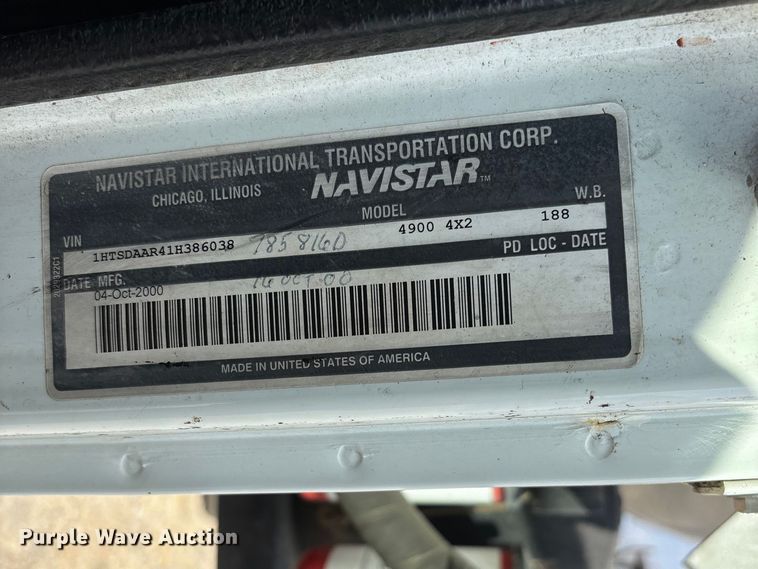 NAVISTAR INTERNATIONAL TRANSPORTATION CORP.
CHICAGO, ILLINOIS NAVISTAR™
VIN MODEL W.B.
1HTSDAAR41H386038 785816D 4900 4X2 188
DATE MFG. 16 OCT 00 PD LOC - DATE
04-Oct-2000
MADE IN UNITED STATES OF AMERICA
Purple Wave Auction